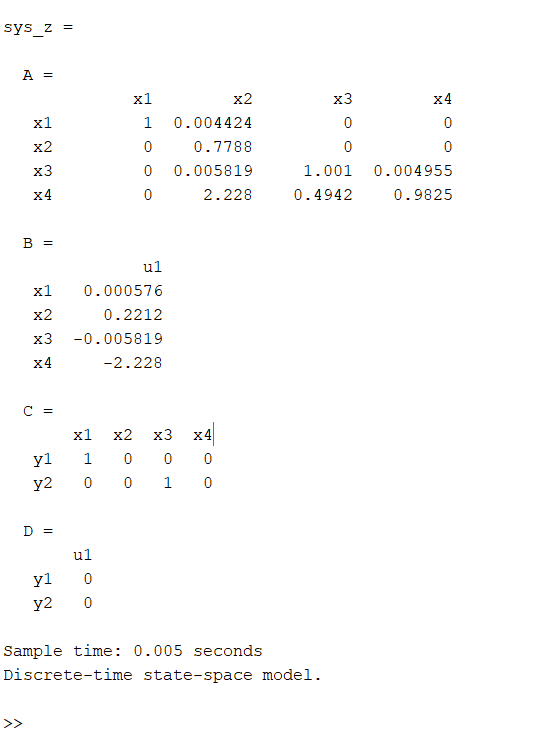 sys_z =
A =
x1 x2 x3 x4
x1 1 0.004424 0 0
x2 0 0.7788 0 0
x3 0 0.005819 1.001 0.004955
x4 0 2.228 0.4942 0.9825
B =
u1
x1 0.000576
x2 0.2212
x3 -0.005819
x4 -2.228
C =
x1 x2 x3 x4
y1 1 0 0 0
y2 0 0 1 0
D =
u1
y1 0
y2 0
Sample time: 0.005 seconds
Discrete-time state-space model.
>>